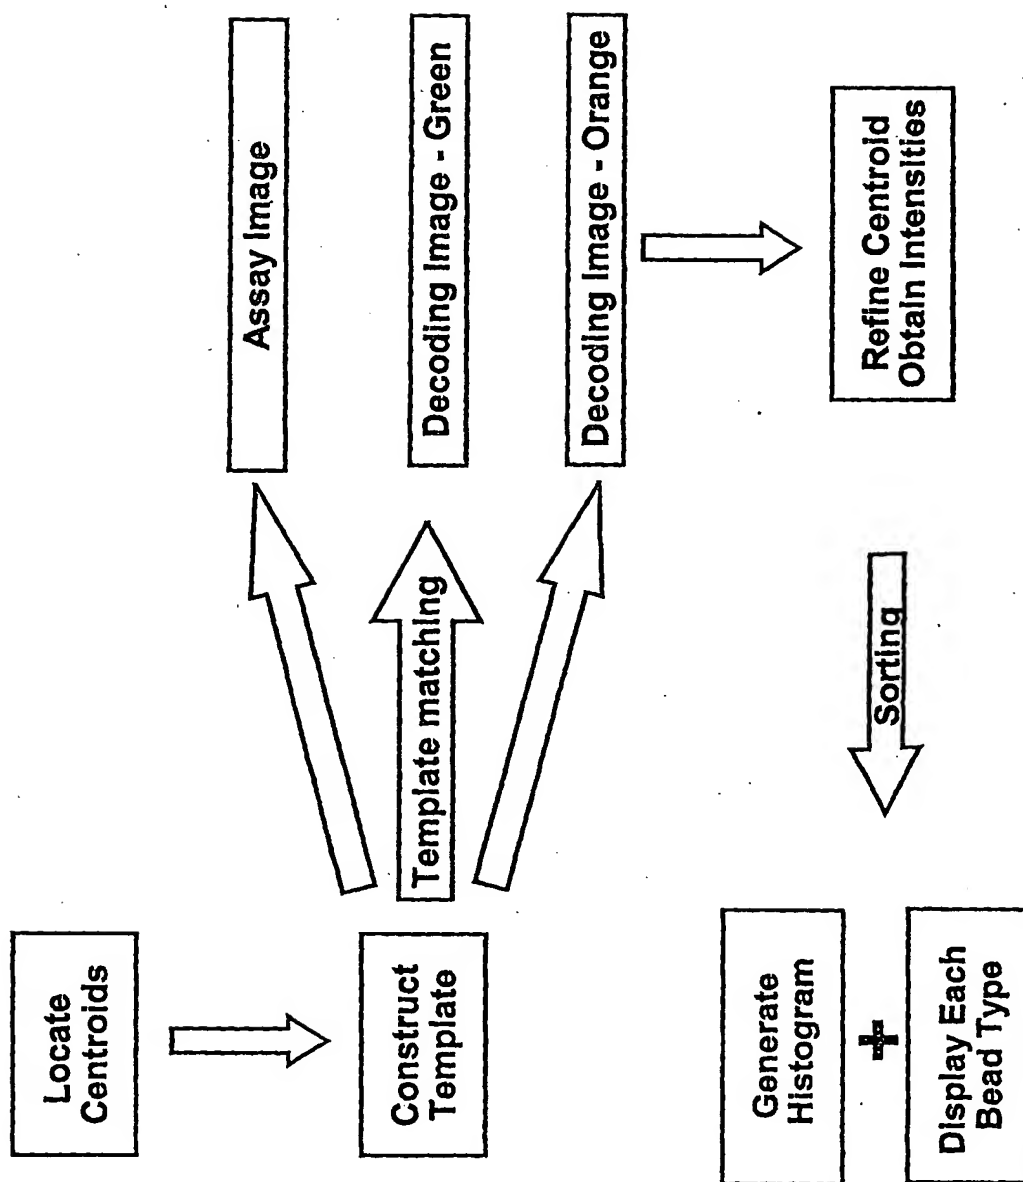 Locate
Centroids
Construct
Template
Template matching
Assay Image
Decoding Image - Green
Decoding Image - Orange
Refine Centroid
Obtain Intensities
Sorting
Generate
Histogram
+
Display Each
Bead Type